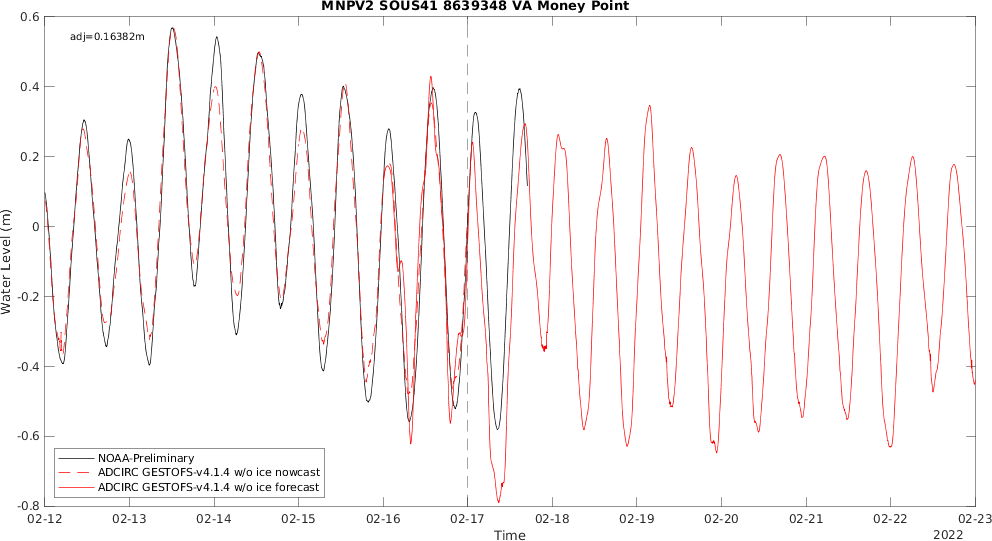 MNPV2 SOUS41 8639348 VA Money Point
adj=0.16382m
0.6
0.4
0.2
0
-0.2
-0.4
-0.6
-0.8
Water Level (m)
NOAA-Preliminary
ADCIRC GESTOFS-v4.1.4 w/o ice nowcast
ADCIRC GESTOFS-v4.1.4 w/o ice forecast
02-12 02-13 02-14 02-15 02-16 02-17 02-18 02-19 02-20 02-21 02-22 02-23
Time
2022